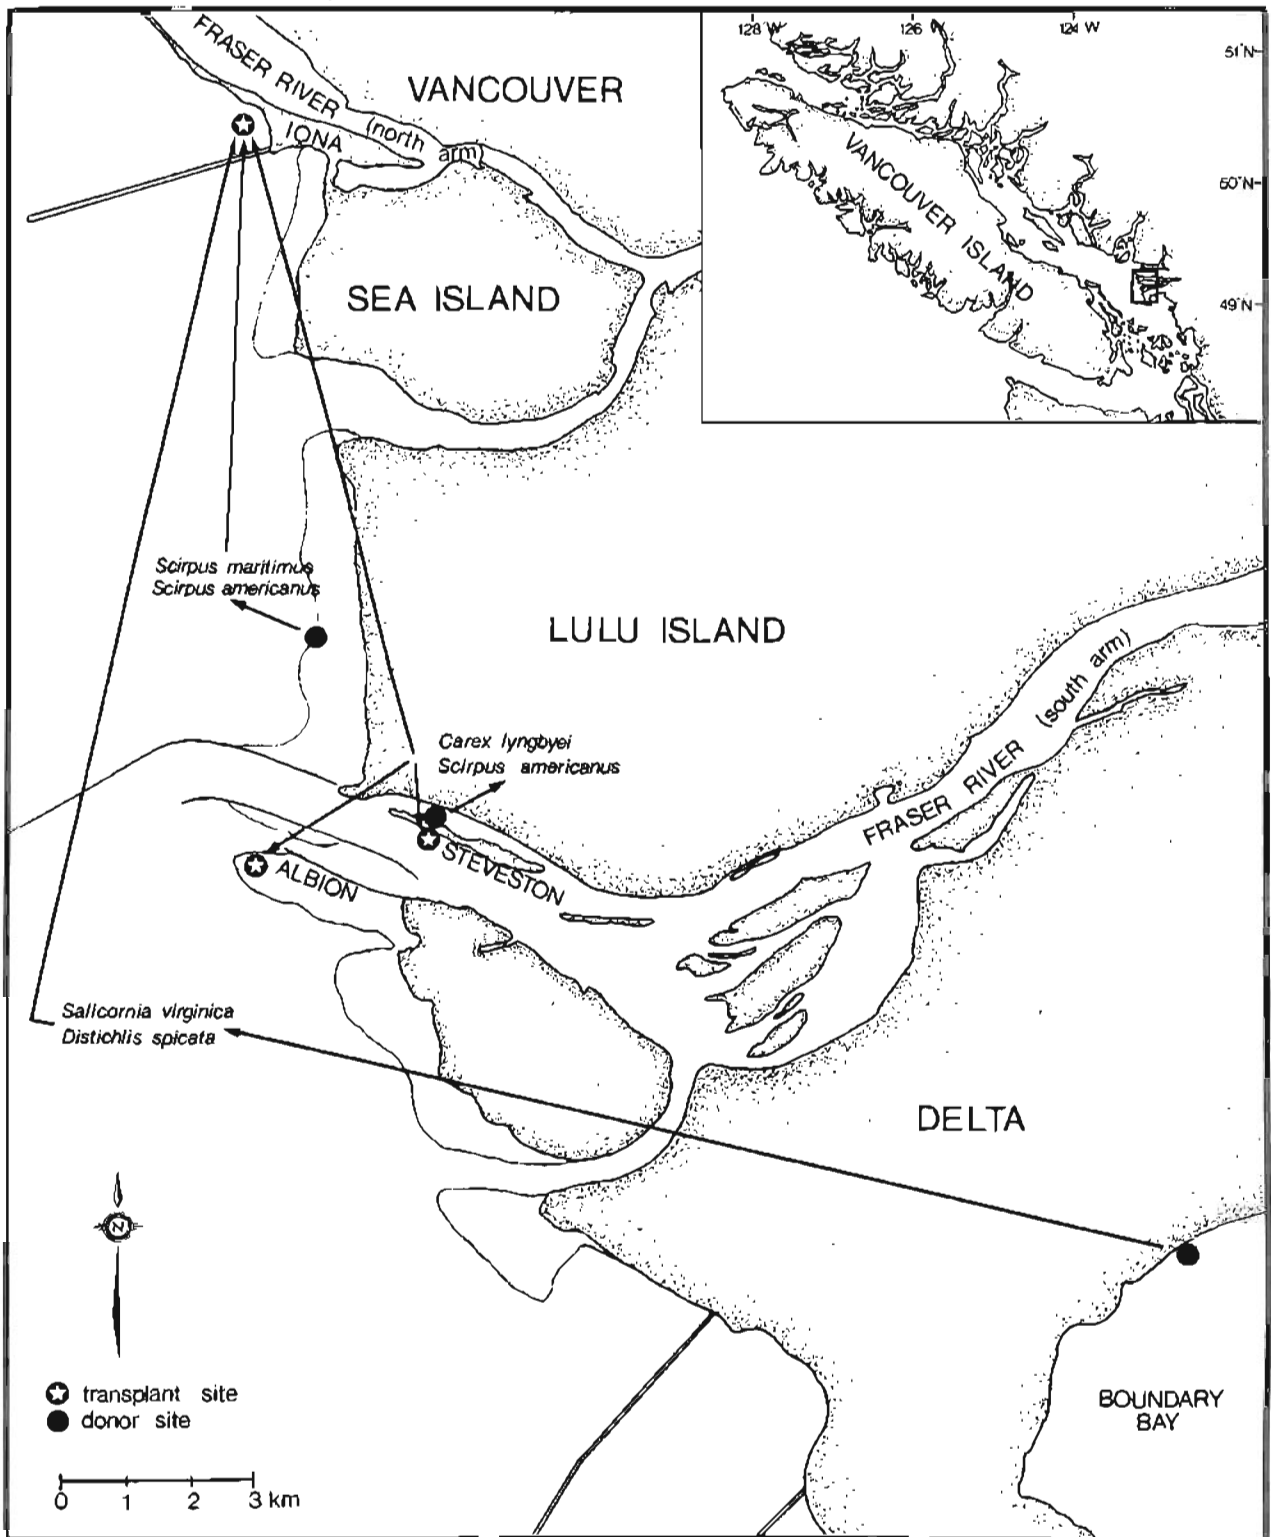 128°W
126°W
124°W
51°N
50°N
49°N
VANCOUVER ISLAND
FRASER RIVER
(north arm)
VANCOUVER
IONA
SEA ISLAND
Scirpus maritimus
Scirpus americanus
LULU ISLAND
Carex lyngbyei
Scirpus americanus
FRASER RIVER (south arm)
STEVESTON
ALBION
Salicornia virginica
Distichlis spicata
DELTA
N
transplant site
donor site
BOUNDARY
BAY
0 1 2 3 km